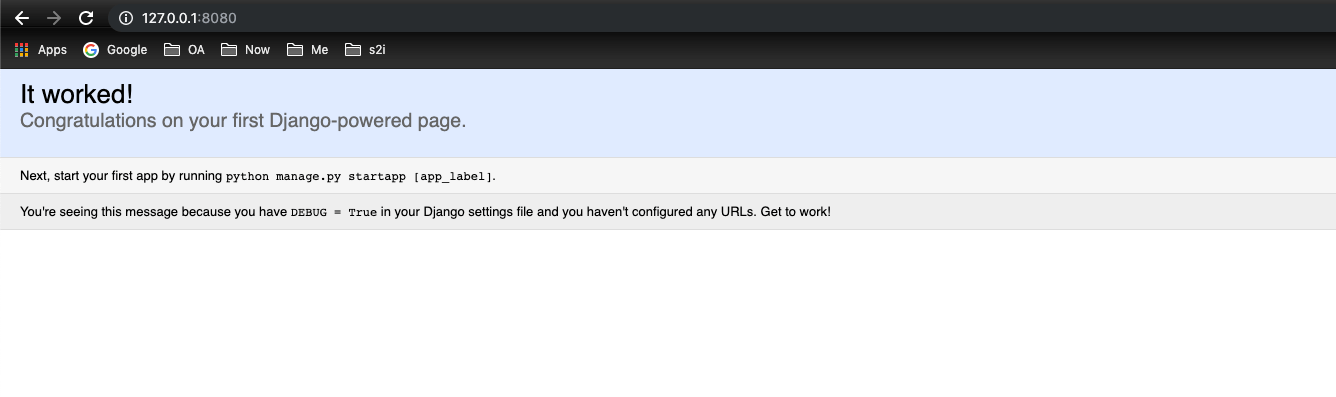 127.0.0.1:8080
Apps Google OA Now Me s2i
It worked!
Congratulations on your first Django-powered page.
Next, start your first app by running python manage.py startapp [app_label].
You're seeing this message because you have DEBUG = True in your Django settings file and you haven't configured any URLs. Get to work!